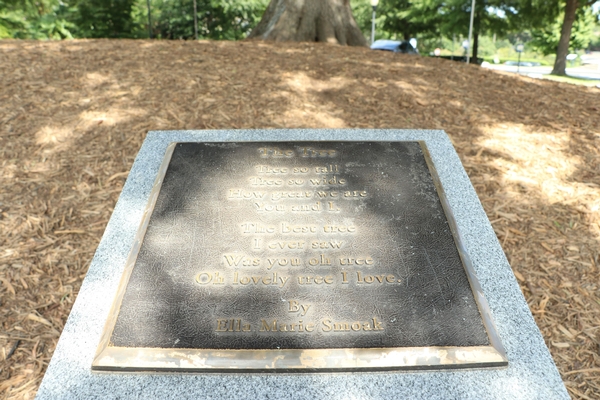 The Tree
Tree so tall
Tree so wide
How great we are
You and I.
The best tree
I ever saw
Was you oh tree
Oh lovely tree I love.
By
Ella Marie Smoak